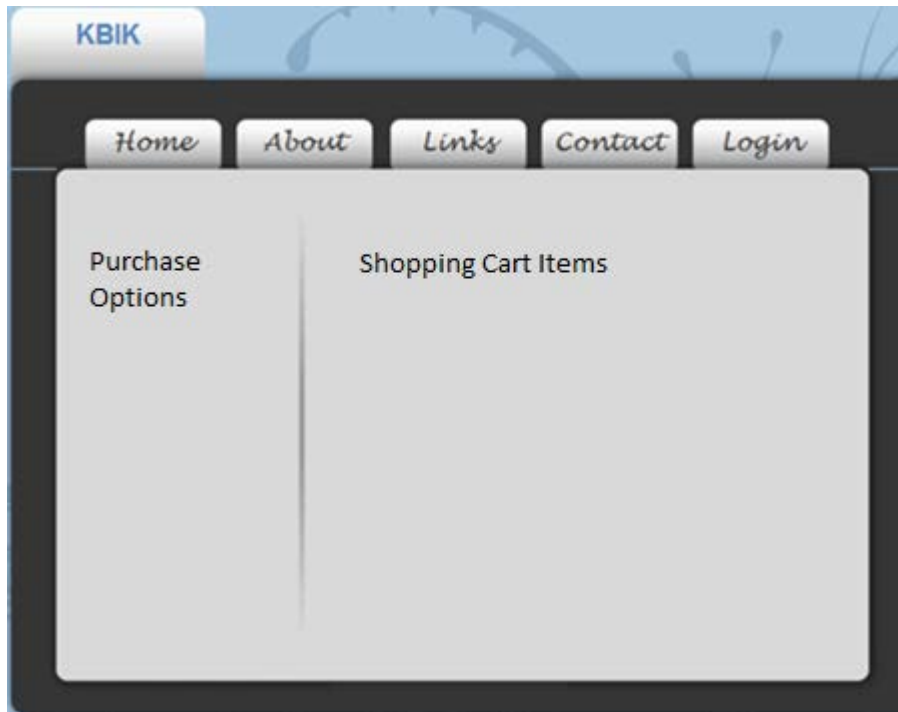 KBIK
Home About Links Contact Login
Purchase
Options
Shopping Cart Items